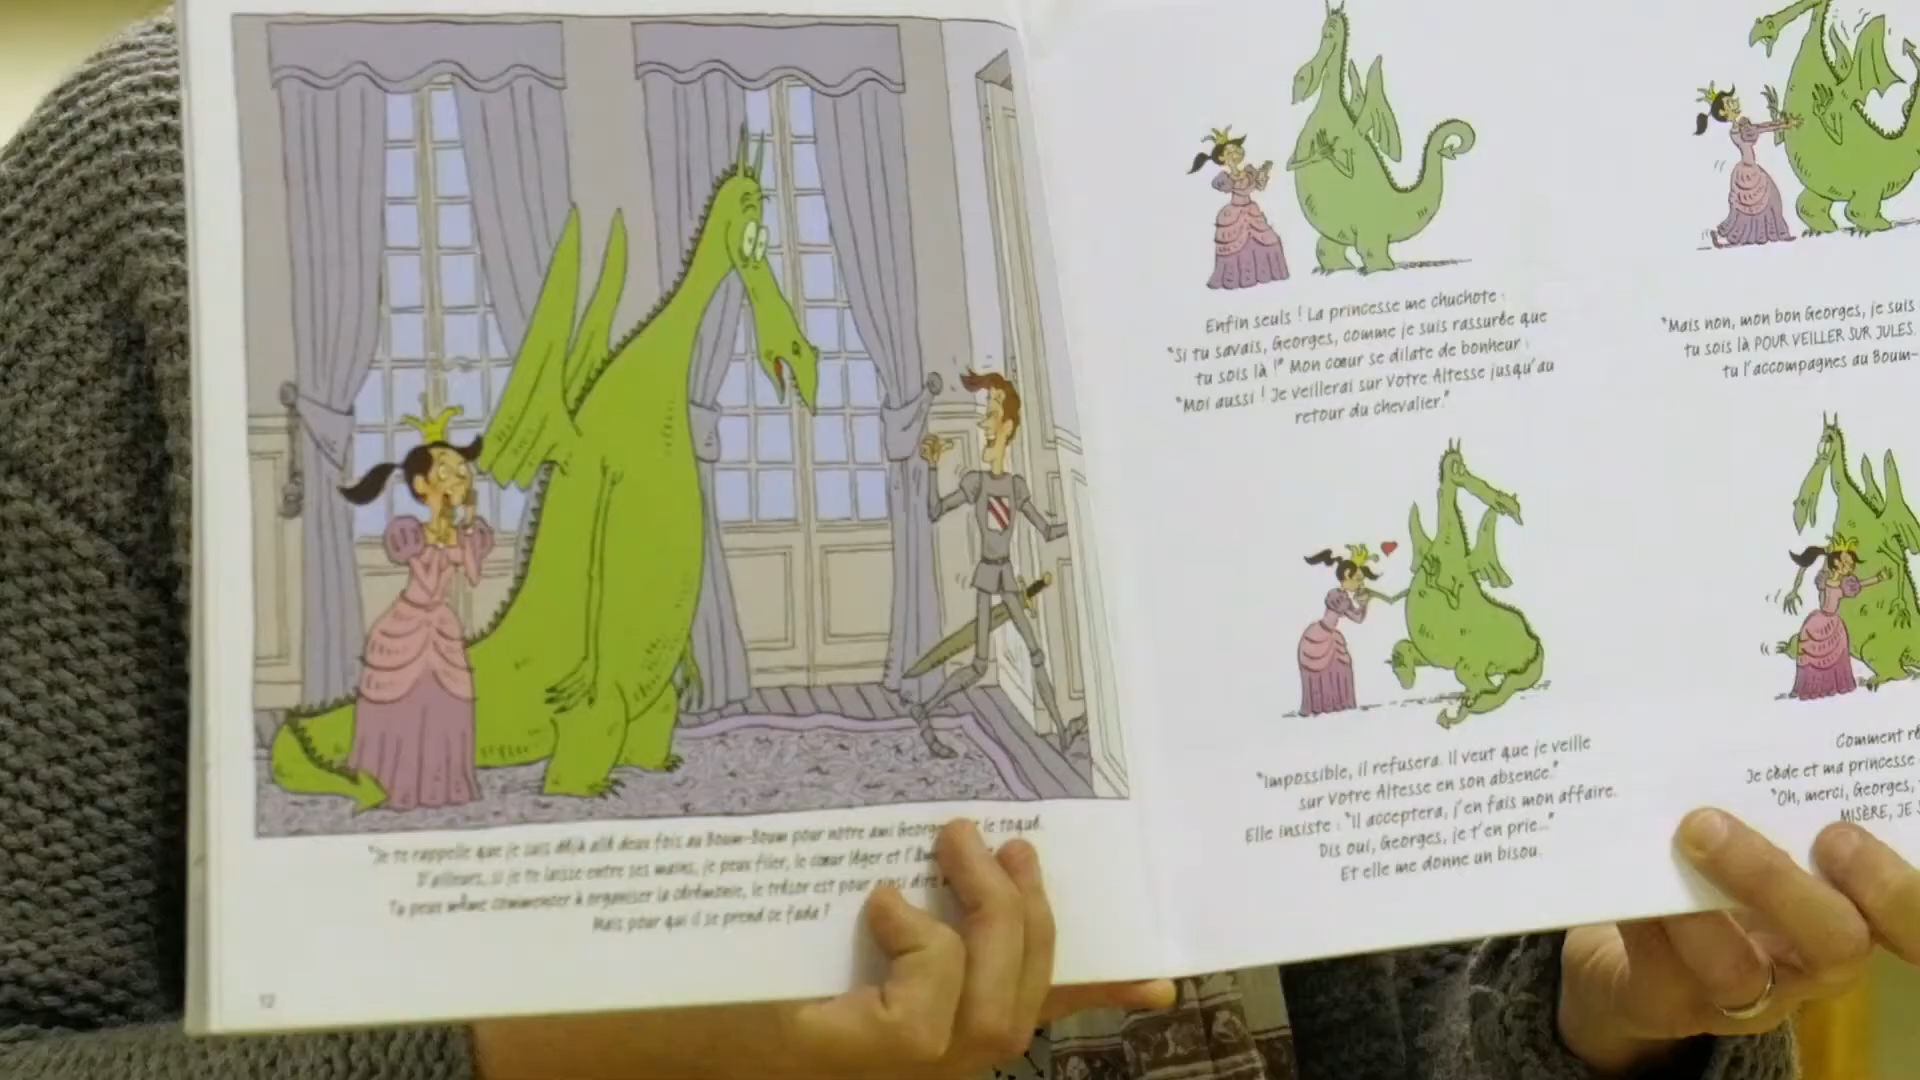 "Je te rappelle que je suis déjà allé deux fois au Boum-Boum pour notre ami Georges le toqué.
D'ailleurs, si je te laisse entre ses mains, je peux filer, le cœur léger et l'
Tu peux même commencer à organiser la cérémonie, le trésor est pour ainsi dire
Mais pour qui il se prend ce fada ?
12
Enfin seuls ! La princesse me chuchote :
"Si tu savais, Georges, comme je suis rassurée que
tu sois là !" Mon cœur se dilate de bonheur :
"Moi aussi ! Je veillerai sur Votre Altesse jusqu'au
retour du chevalier."
"Mais non, mon bon Georges, je suis
tu sois là POUR VEILLER SUR JULES.
tu l'accompagnes au Boum-
"Impossible, il refusera. Il veut que je veille
sur Votre Altesse en son absence."
Elle insiste : "Il acceptera, j'en fais mon affaire.
Dis oui, Georges, je t'en prie..."
Et elle me donne un bisou.
Comment
Je cède et ma princesse
"Oh, merci, Georges,
MISÈRE, JE